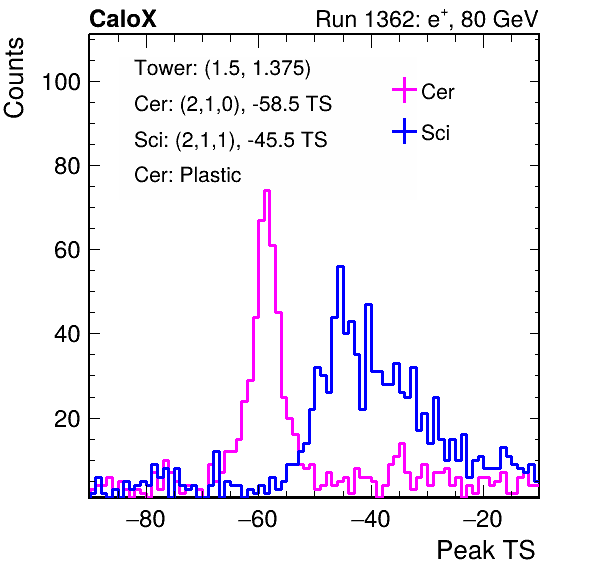 CaloX Run 1362: e⁺, 80 GeV
Counts
Tower: (1.5, 1.375)
Cer: (2,1,0), -58.5 TS
Sci: (2,1,1), -45.5 TS
Cer: Plastic
Cer
Sci
100
80
60
40
20
−80 −60 −40 −20
Peak TS